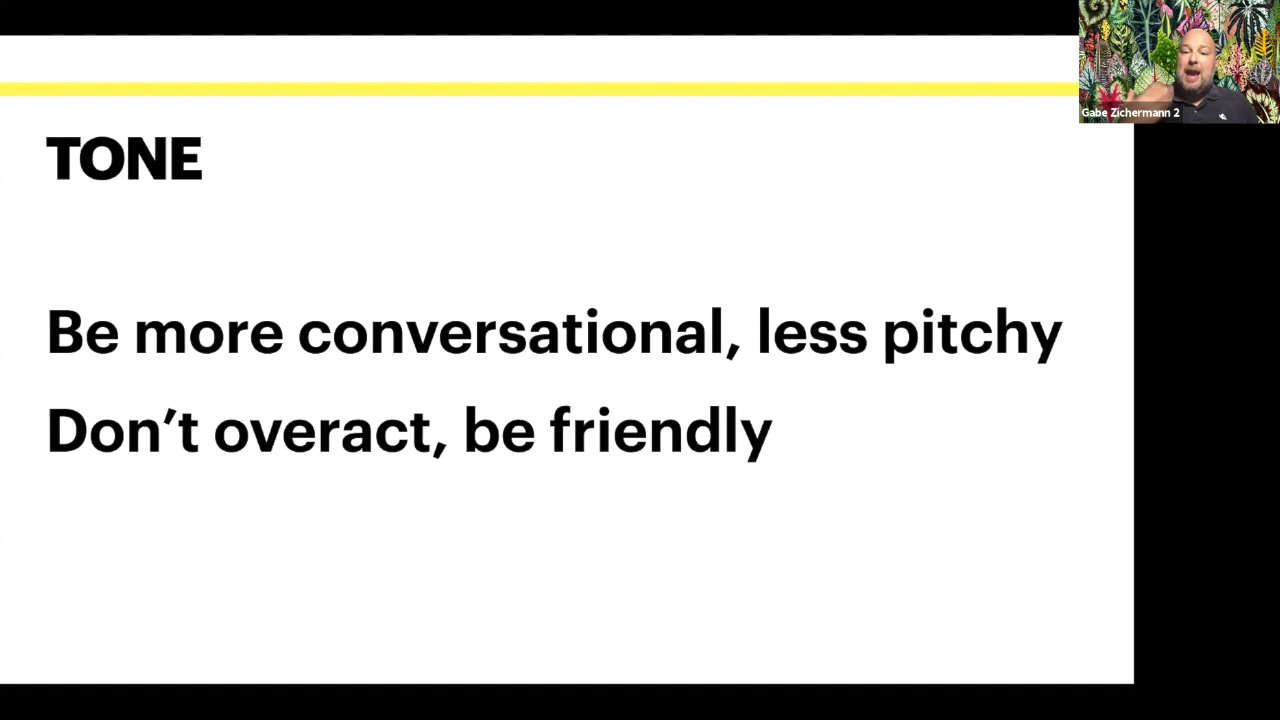 TONE
Be more conversational, less pitchy
Don’t overact, be friendly
Gabe Zichermann 2